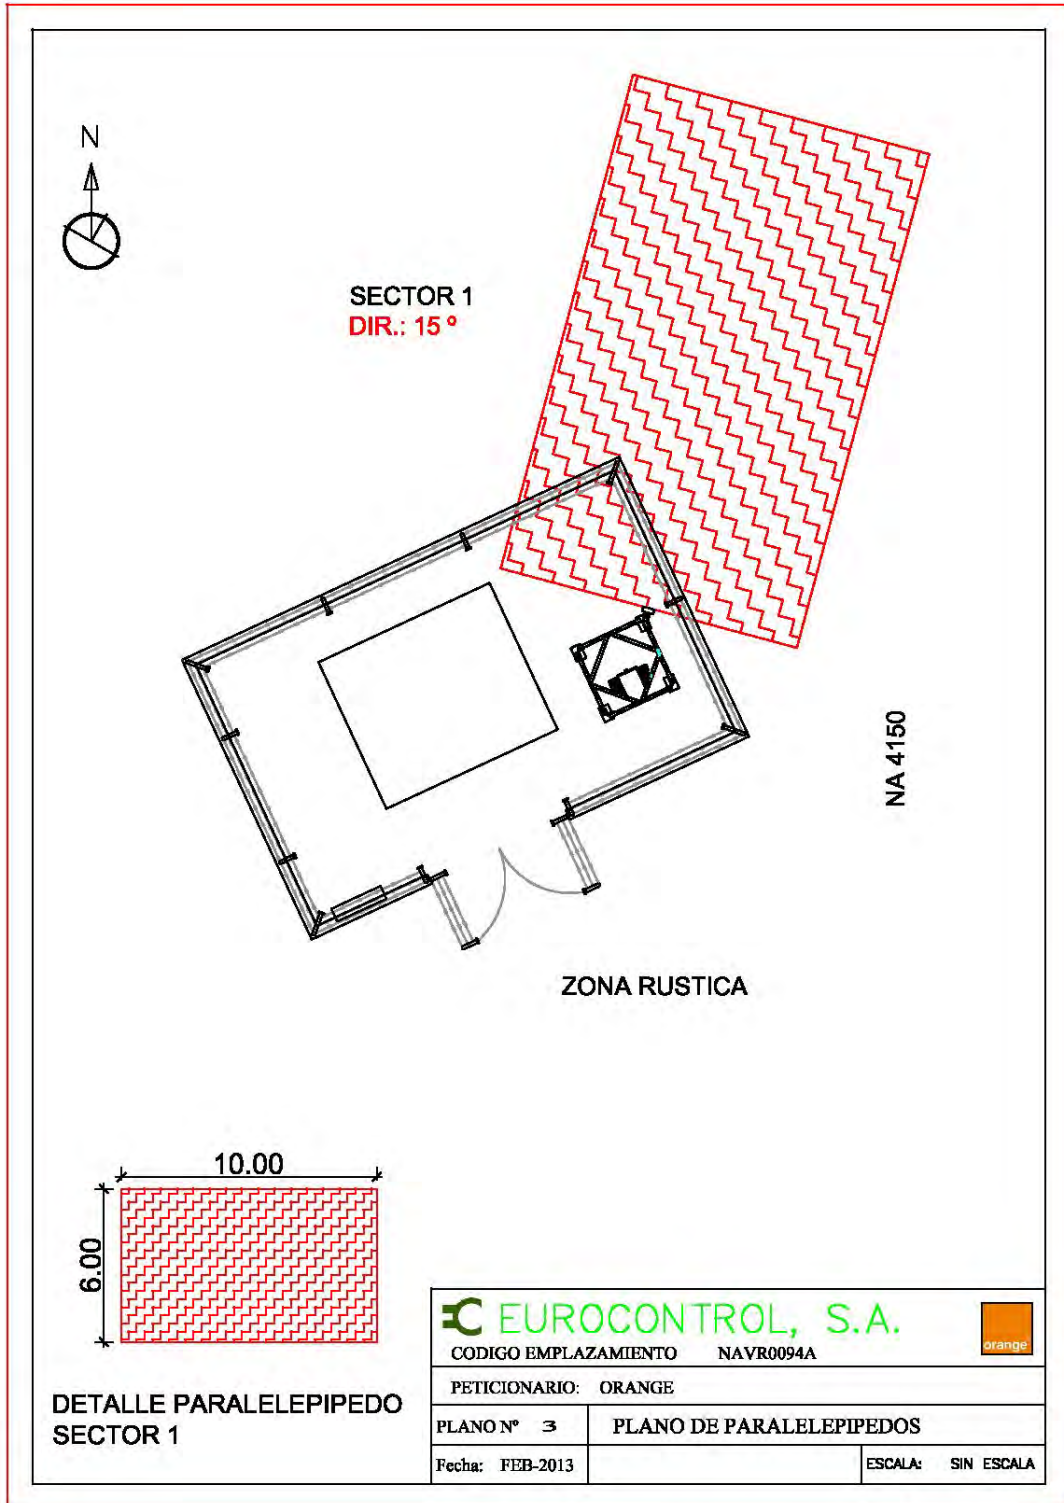 N
SECTOR 1
DIR.: 15 º
NA 4150
ZONA RUSTICA
10.00
6.00
DETALLE PARALELEPIPEDO
SECTOR 1
EUROCONTROL, S.A.
orange
CODIGO EMPLAZAMIENTO NAVR0094A
PETICIONARIO: ORANGE
PLANO Nº 3 PLANO DE PARALELEPIPEDOS
Fecha: FEB-2013 ESCALA: SIN ESCALA